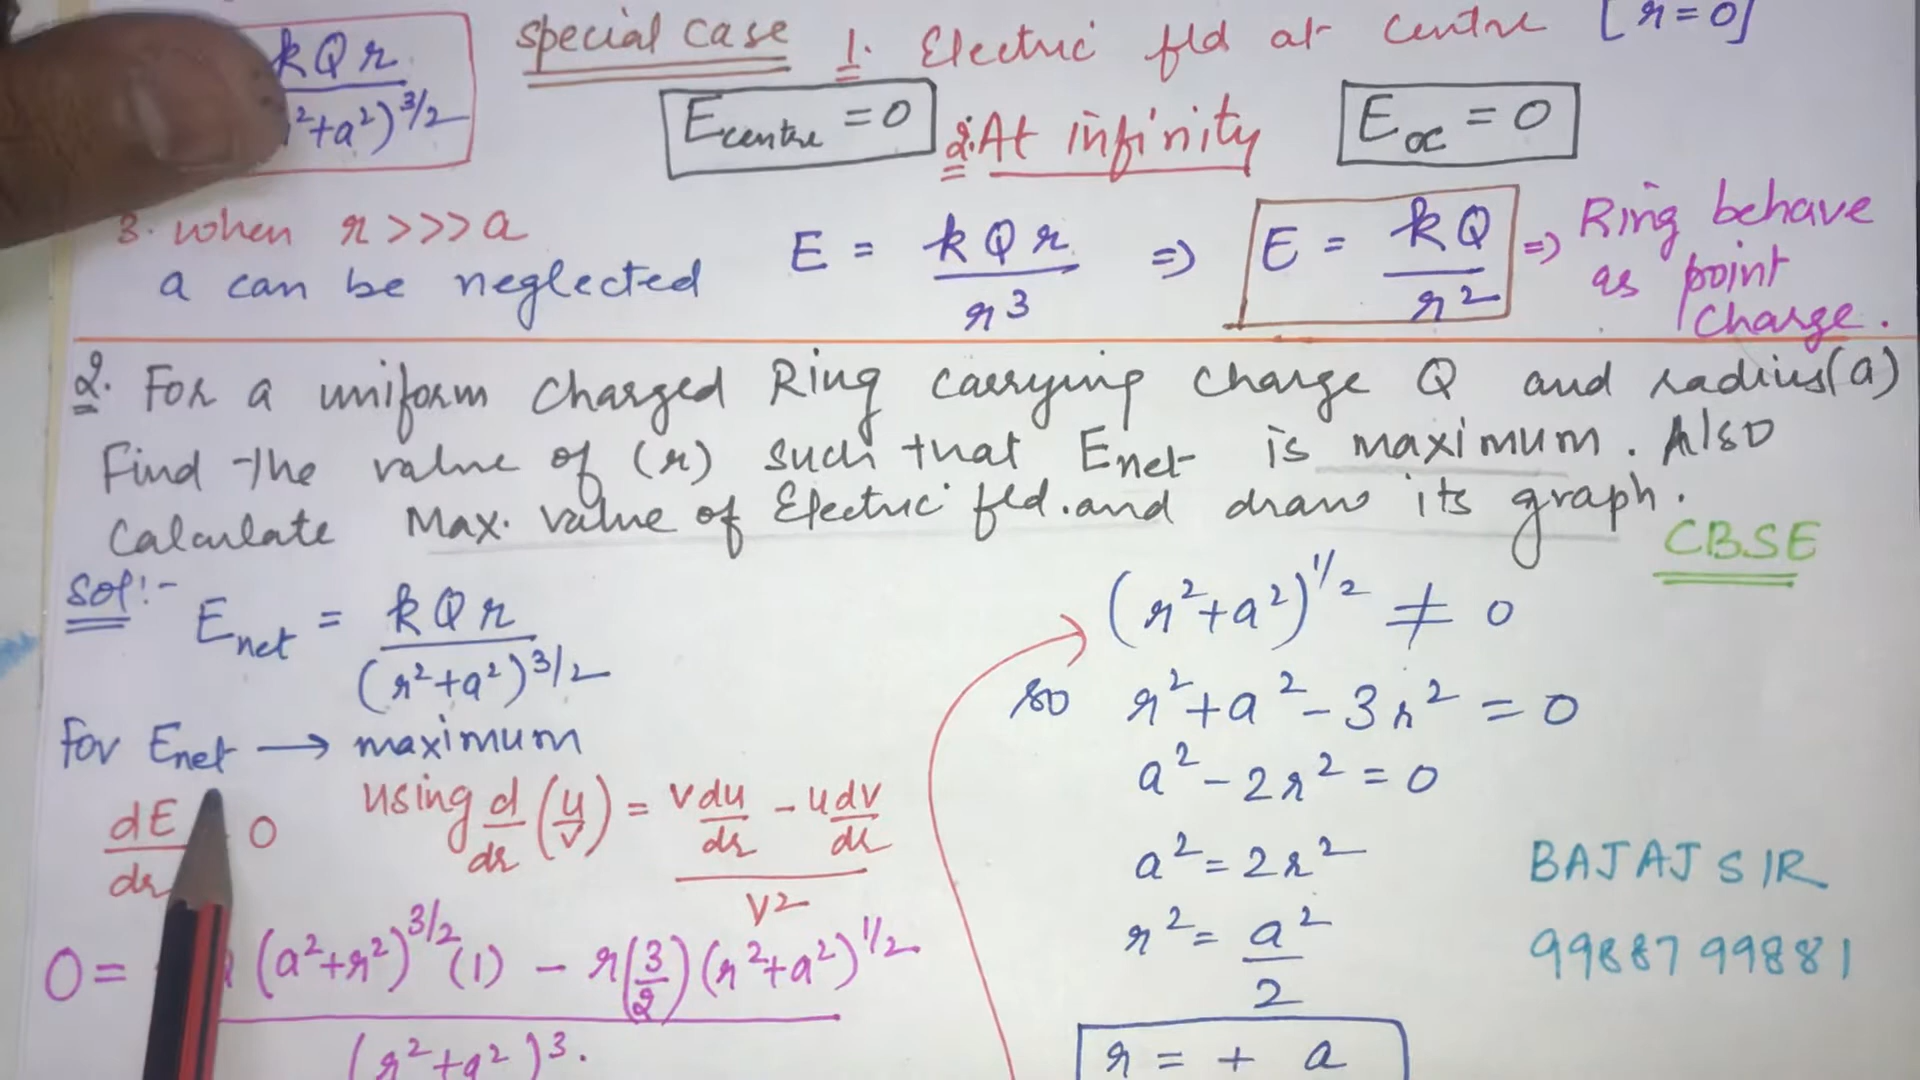 kQr
²+a²)^3/2
special case 1. Electric fld at centre [r=0]
Ecentre = 0 2. At infinity E∝ = 0
3. when r >>> a
a can be neglected E = kQr / r³ ⇒ E = kQ / r² ⇒ Ring behave as point charge.
2. For a uniform charged Ring carrying charge Q and radius (a)
Find the value of (r) such that Enet is maximum. Also
Calculate Max. value of Electric fld. and draw its graph.
CBSE
Sol:- Enet = kQr / (r²+a²)^3/2
For Enet → maximum
dE / dr 0 using d/dr (u/v) = (v du/dr - u dv/dr) / v²
0 = (a²+r²)^3/2 (1) - r(3/2)(r²+a²)^1/2
(r²+a²)³.
(r²+a²)^1/2 ≠ 0
so r²+a²-3r² = 0
a²-2r² = 0
a² = 2r²
r² = a² / 2
r = + a
BAJAJ SIR
9988799881